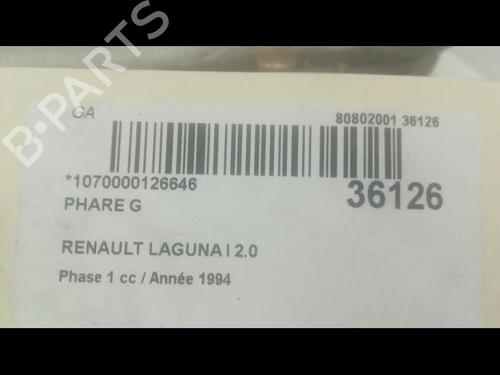 GA
80802001 36126
*1070000126646
36126
PHARE G
RENAULT LAGUNA I 2.0
Phase 1 cc / Année 1994
B-PARTS